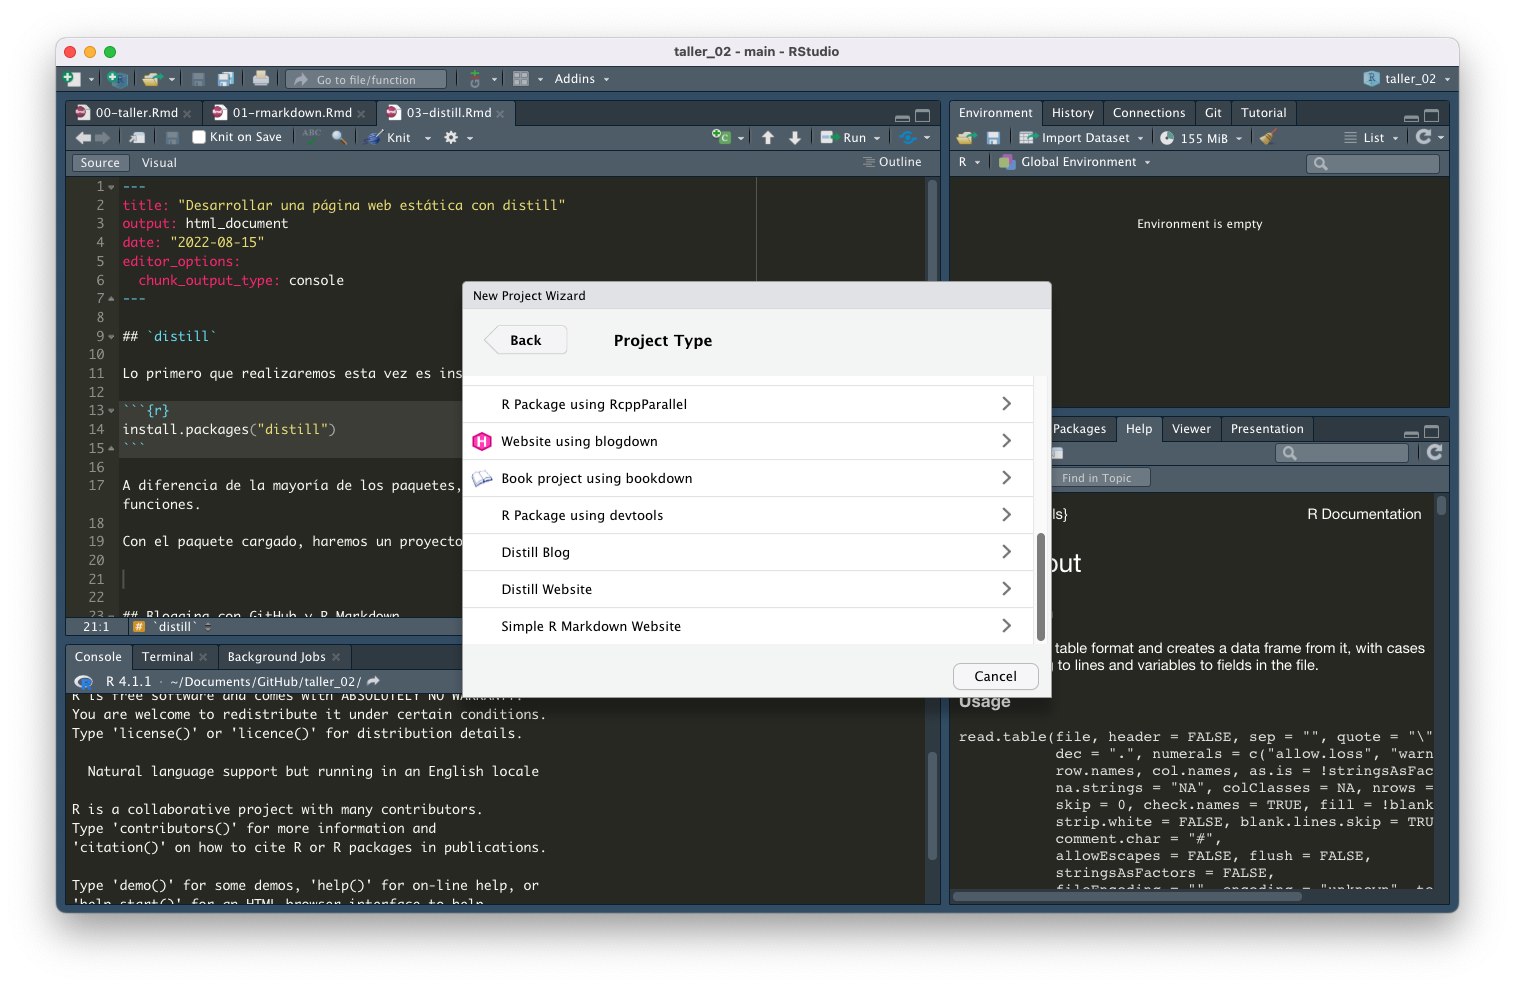 taller_02 - main - RStudio
Go to file/function
Addins
taller_02
00-taller.Rmd
01-rmarkdown.Rmd
03-distill.Rmd
Knit on Save
ABC
Knit
Run
Source
Visual
Outline
1 ---
2 title: "Desarrollar una página web estática con distill"
3 output: html_document
4 date: "2022-08-15"
5 editor_options:
6 chunk_output_type: console
7 ---
8
9 ## `distill`
10
11 Lo primero que realizaremos esta vez es ins
12
13 ```{r}
14 install.packages("distill")
15 ```
16
17 A diferencia de la mayoría de los paquetes,
funciones.
18
19 Con el paquete cargado, haremos un proyecto
20
21
22
23 ## Blogging con GitHub y R Markdown
21:1
# `distill`
Console
Terminal
Background Jobs
R 4.1.1 · ~/Documents/GitHub/taller_02/
R is free software and comes with ABSOLUTELY NO WARRANTY.
You are welcome to redistribute it under certain conditions.
Type 'license()' or 'licence()' for distribution details.
Natural language support but running in an English locale
R is a collaborative project with many contributors.
Type 'contributors()' for more information and
'citation()' on how to cite R or R packages in publications.
Type 'demo()' for some demos, 'help()' for on-line help, or
'help.start()' for an HTML browser interface to help.
New Project Wizard
Back
Project Type
R Package using RcppParallel
Website using blogdown
Book project using bookdown
R Package using devtools
Distill Blog
Distill Website
Simple R Markdown Website
Cancel
Environment
History
Connections
Git
Tutorial
Import Dataset
155 MiB
List
R
Global Environment
Environment is empty
Packages
Help
Viewer
Presentation
Find in Topic
ls}
R Documentation
out
)
table format and creates a data frame from it, with cases
g to lines and variables to fields in the file.
Usage
read.table(file, header = FALSE, sep = "", quote = "\"
dec = ".", numerals = c("allow.loss", "warn
row.names, col.names, as.is = !stringsAsFac
na.strings = "NA", colClasses = NA, nrows =
skip = 0, check.names = TRUE, fill = !blank
strip.white = FALSE, blank.lines.skip = TRU
comment.char = "#",
allowEscapes = FALSE, flush = FALSE,
stringsAsFactors = FALSE,
fileEncoding = "", encoding = "unknown", te